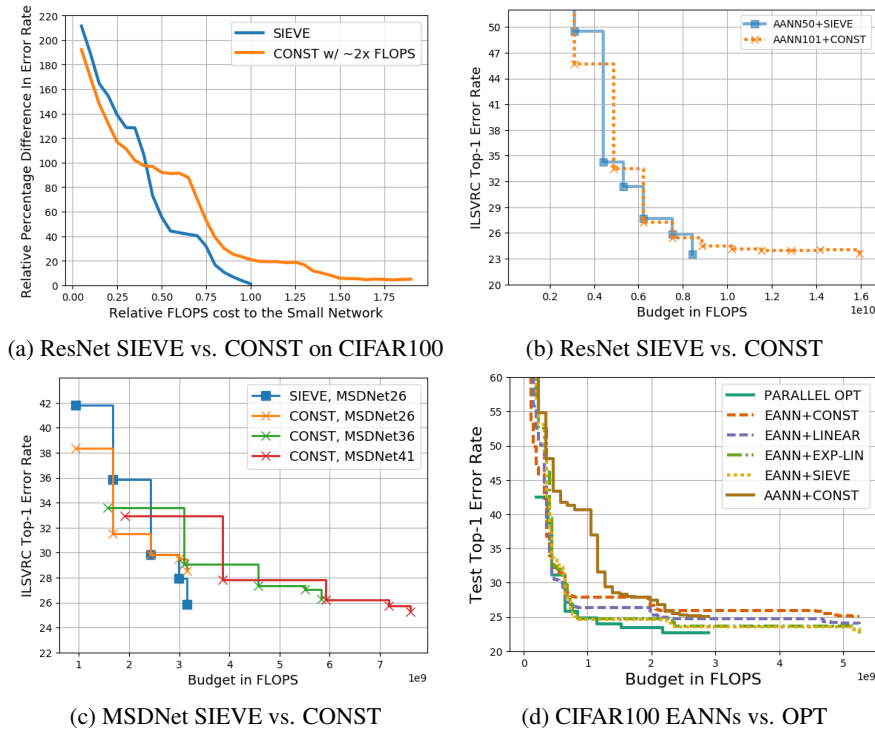 220
200
180
160
140
120
100
80
60
40
20
0
Relative Percentage Difference In Error Rate
SIEVE
CONST w/ ~2x FLOPS
0.00 0.25 0.50 0.75 1.00 1.25 1.50 1.75
Relative FLOPS cost to the Small Network
(a) ResNet SIEVE vs. CONST on CIFAR100
50
47
44
41
38
35
32
29
26
23
20
ILSVRC Top-1 Error Rate
AANN50+SIEVE
AANN101+CONST
0.2 0.4 0.6 0.8 1.0 1.2 1.4 1.6
1e10
Budget in FLOPS
(b) ResNet SIEVE vs. CONST
42
40
38
36
34
32
30
28
26
24
22
ILSVRC Top-1 Error Rate
SIEVE, MSDNet26
CONST, MSDNet26
CONST, MSDNet36
CONST, MSDNet41
1 2 3 4 5 6 7
1e9
Budget in FLOPS
(c) MSDNet SIEVE vs. CONST
60
55
50
45
40
35
30
25
20
Test Top-1 Error Rate
PARALLEL OPT
EANN+CONST
EANN+LINEAR
EANN+EXP-LIN
EANN+SIEVE
AANN+CONST
0 1 2 3 4 5
1e9
Budget in FLOPS
(d) CIFAR100 EANNs vs. OPT